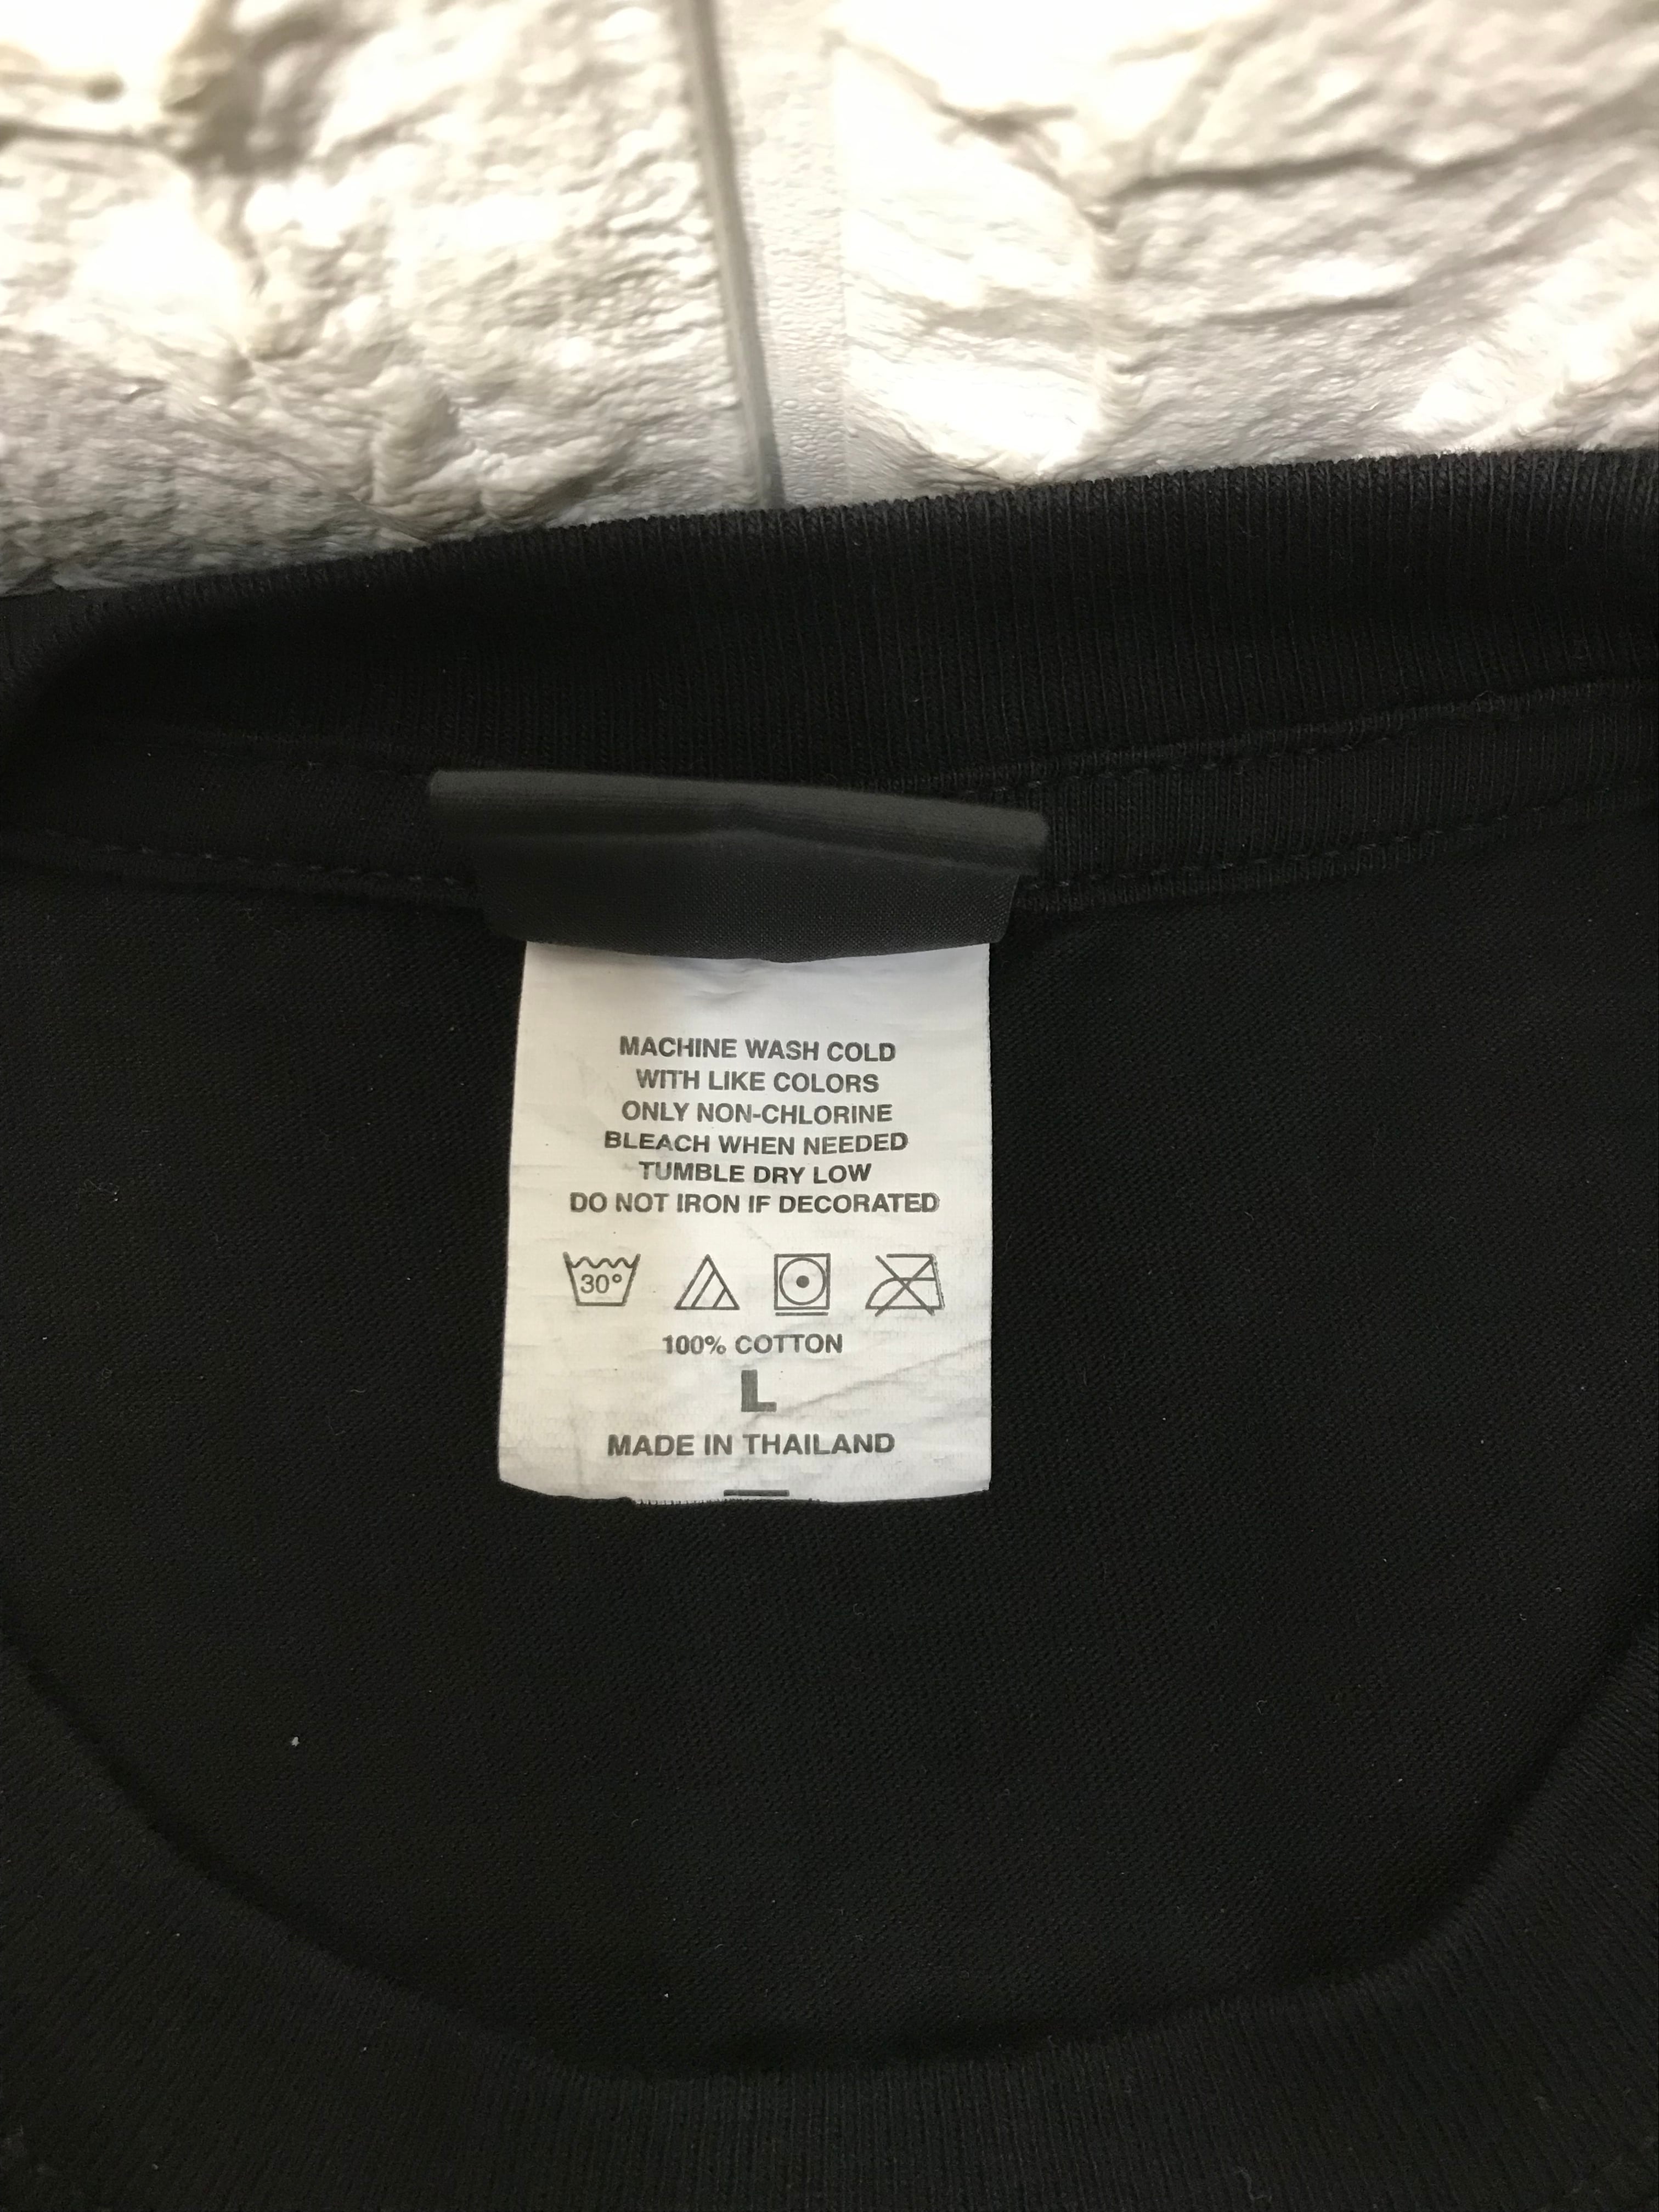 MACHINE WASH COLD
WITH LIKE COLORS
ONLY NON-CHLORINE
BLEACH WHEN NEEDED
TUMBLE DRY LOW
DO NOT IRON IF DECORATED
30°
100% COTTON
L
MADE IN THAILAND